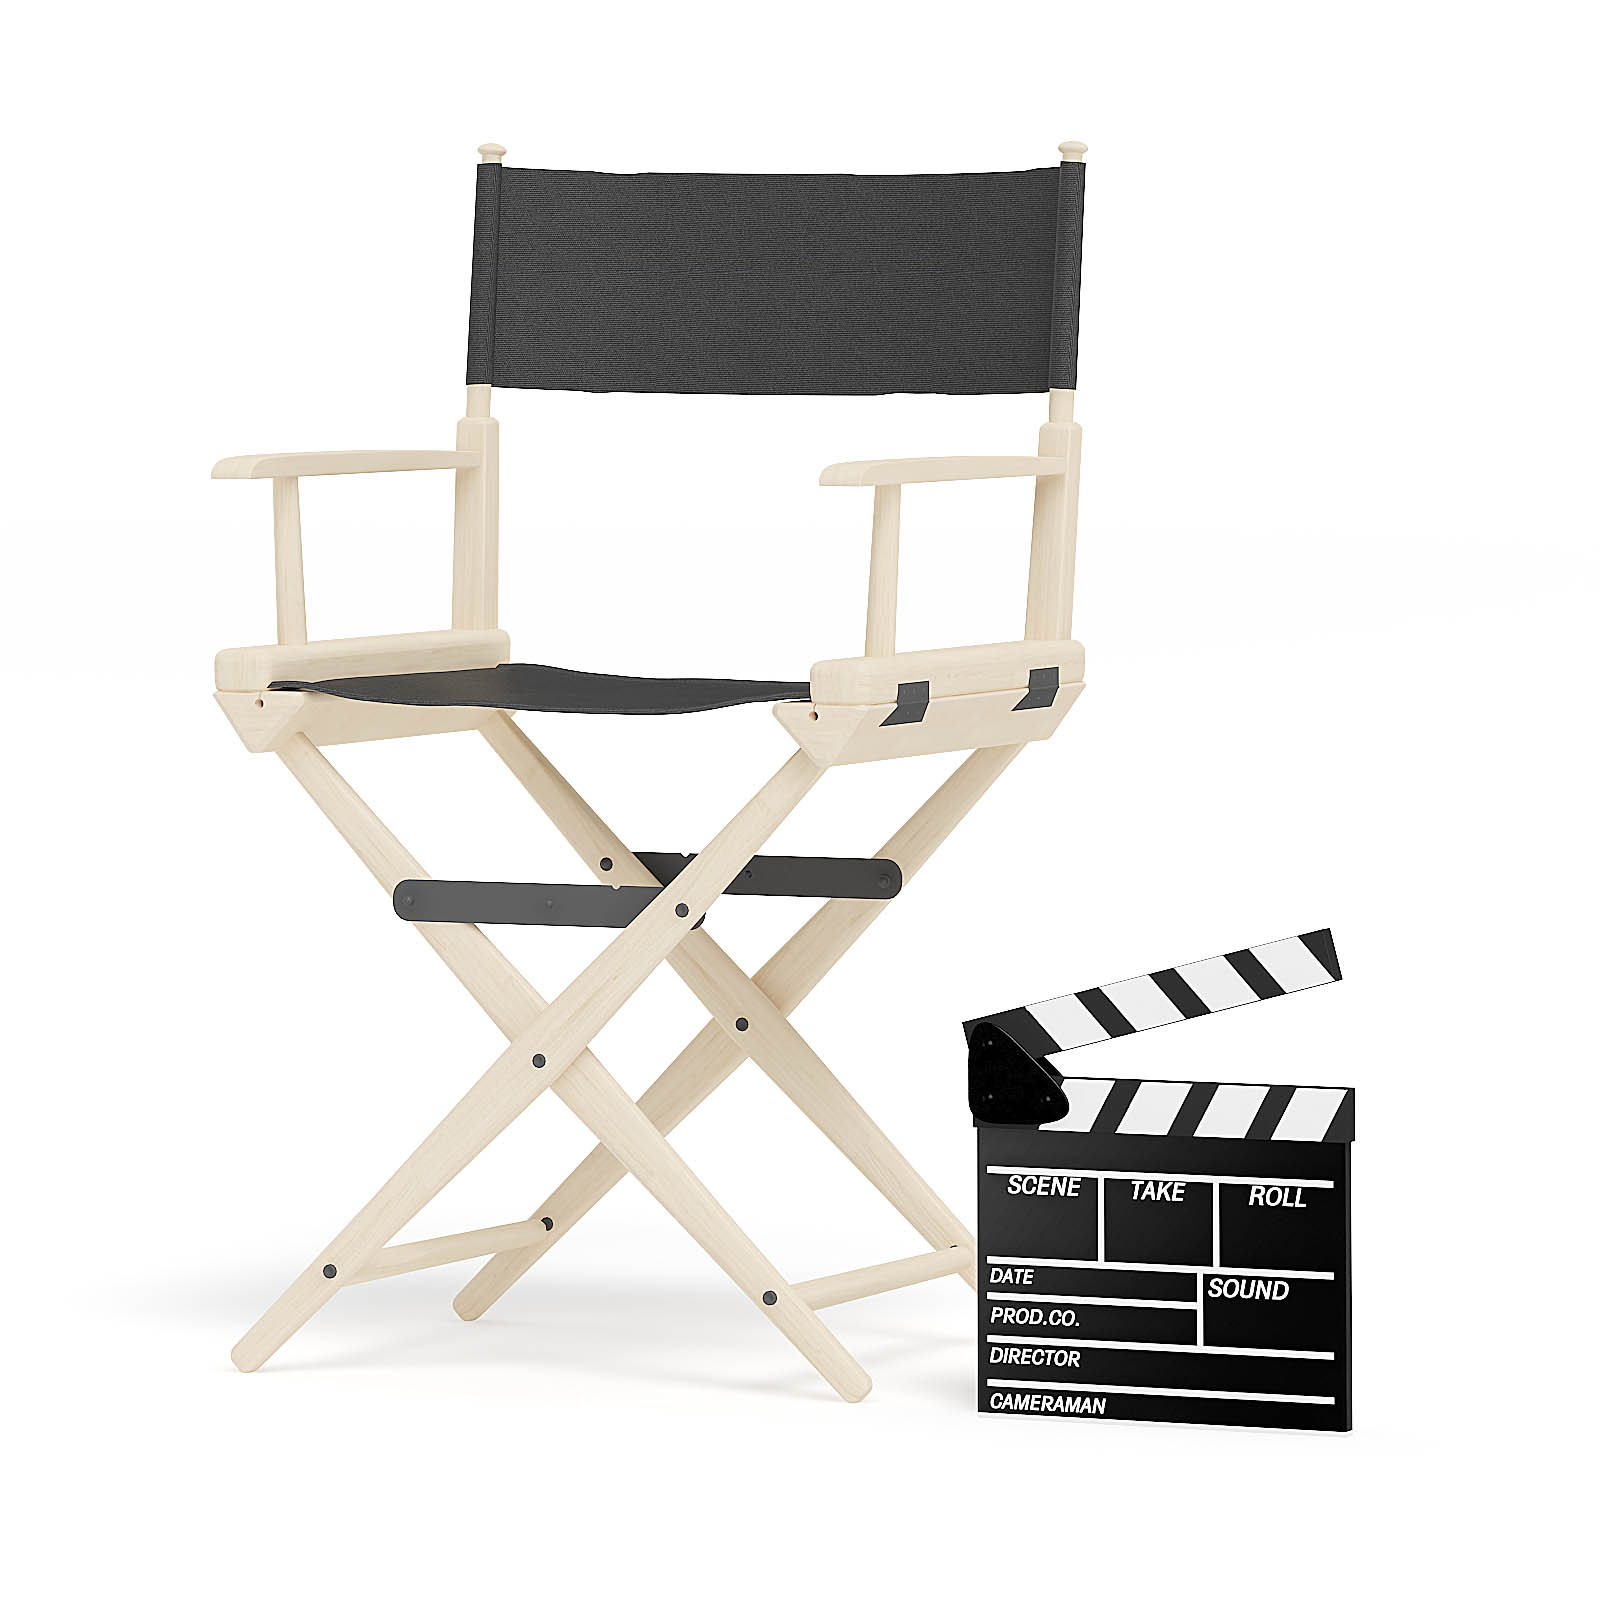 SCENE TAKE ROLL
DATE
SOUND
PROD.CO.
DIRECTOR
CAMERAMAN